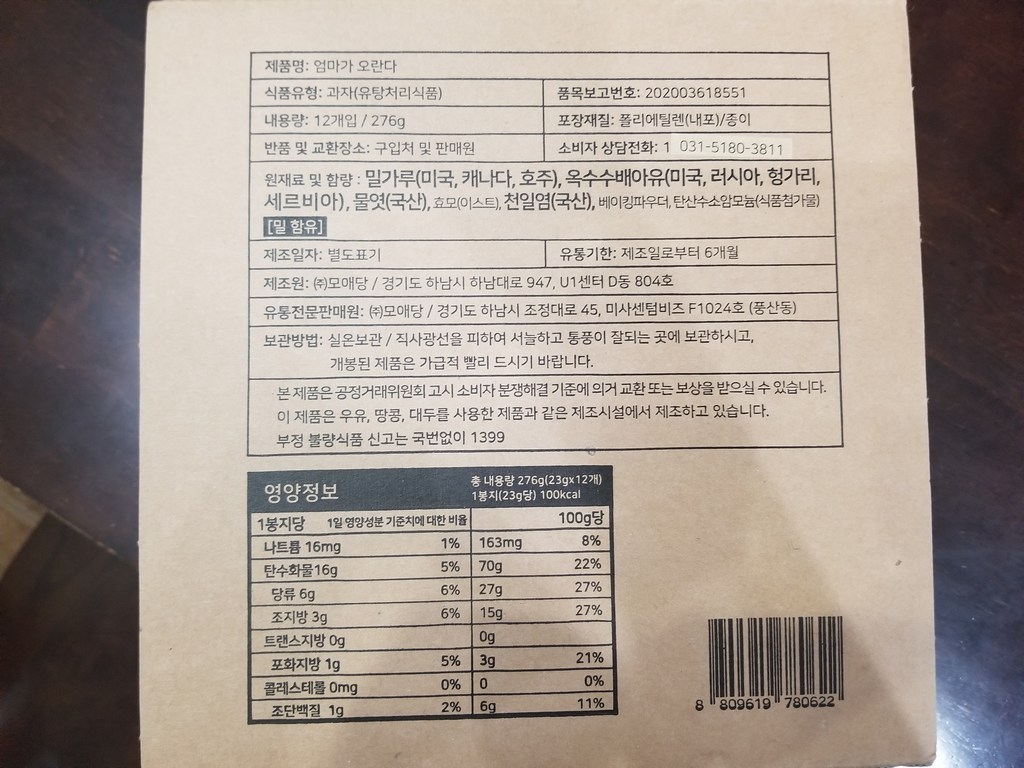 제품명: 엄마가 오란다
식품유형: 과자(유탕처리식품) 품목보고번호: 202003618551
내용량: 12개입 / 276g 포장재질: 폴리에틸렌(내포)/종이
반품 및 교환장소: 구입처 및 판매원 소비자 상담전화: 1 031-5180-3811
원재료 및 함량 : 밀가루(미국, 캐나다, 호주), 옥수수배아유(미국, 러시아, 헝가리,
세르비아), 물엿(국산), 효모(이스트), 천일염(국산), 베이킹파우더, 탄산수소암모늄(식품첨가물)
[밀 함유]
제조일자: 별도표기 유통기한: 제조일로부터 6개월
제조원: ㈜모애당 / 경기도 하남시 하남대로 947, U1센터 D동 804호
유통전문판매원: ㈜모애당 / 경기도 하남시 조정대로 45, 미사센텀비즈 F1024호 (풍산동)
보관방법: 실온보관 / 직사광선을 피하여 서늘하고 통풍이 잘되는 곳에 보관하시고,
개봉된 제품은 가급적 빨리 드시기 바랍니다.
본 제품은 공정거래위원회 고시 소비자 분쟁해결 기준에 의거 교환 또는 보상을 받으실 수 있습니다.
이 제품은 우유, 땅콩, 대두를 사용한 제품과 같은 제조시설에서 제조하고 있습니다.
부정 불량식품 신고는 국번없이 1399
영양정보 총 내용량 276g(23gx12개)
1봉지(23g당) 100kcal
1봉지당 1일 영양성분 기준치에 대한 비율 100g당
나트륨 16mg 1% 163mg 8%
탄수화물16g 5% 70g 22%
당류 6g 6% 27g 27%
조지방 3g 6% 15g 27%
트랜스지방 0g 0g
포화지방 1g 5% 3g 21%
콜레스테롤 0mg 0% 0 0%
조단백질 1g 2% 6g 11%
8 809619 780622